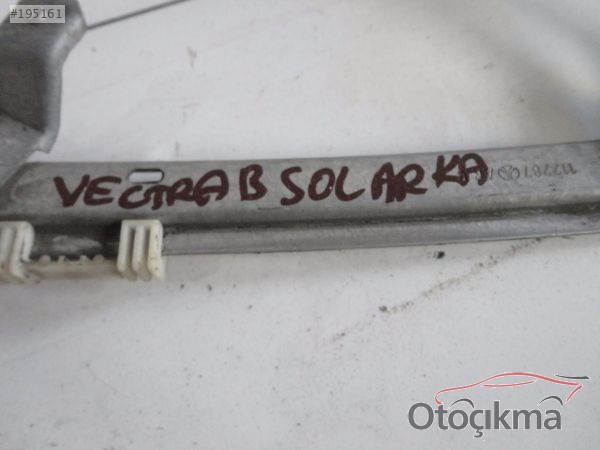 #195161
VECTRA B SOL ARKA
Otoçıkma